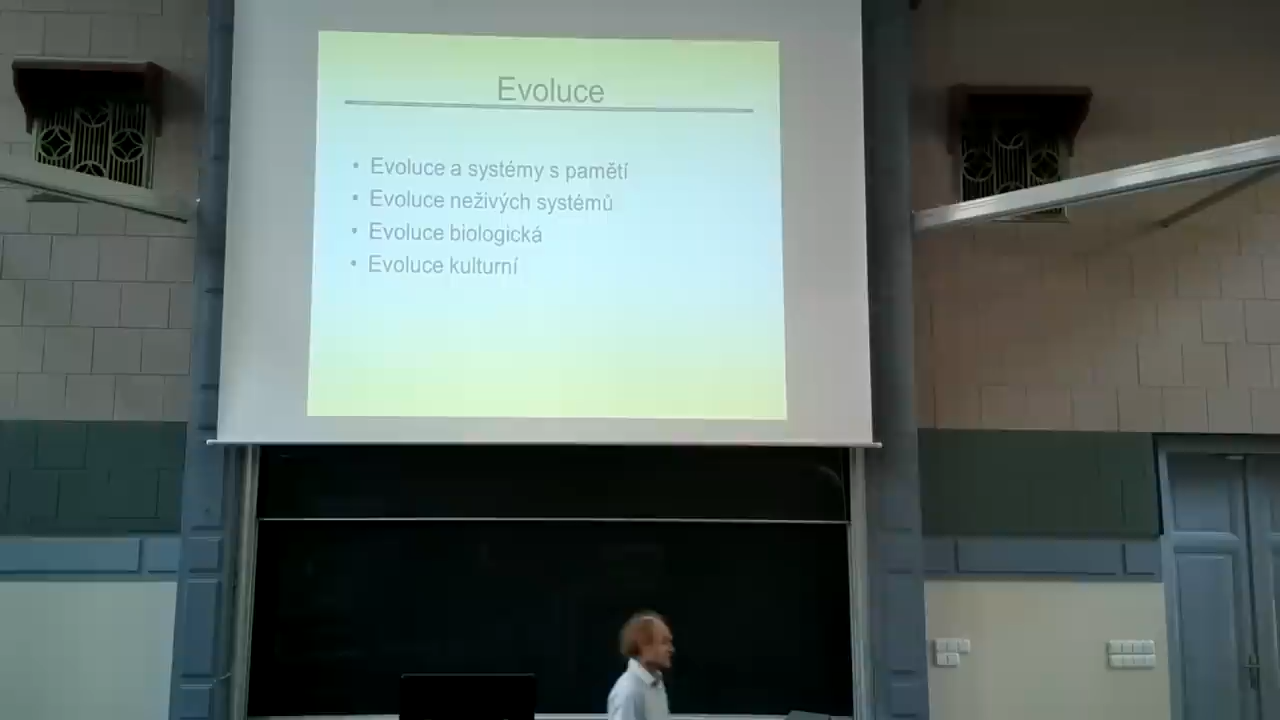 Evoluce
• Evoluce a systémy s pamětí
• Evoluce neživých systémů
• Evoluce biologická
• Evoluce kulturní